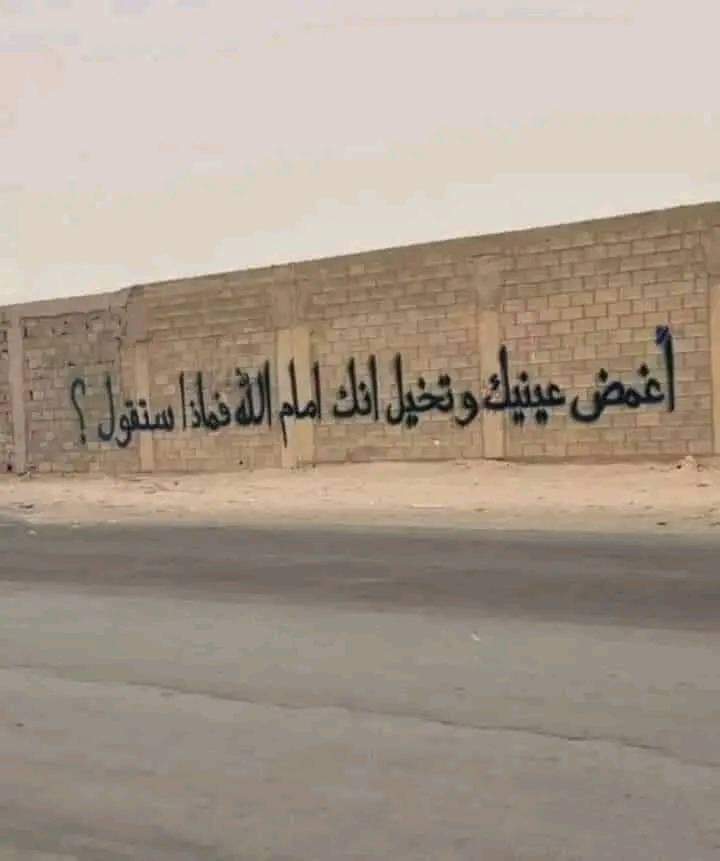 أغمض عينيك وتخيل انك امام الله فماذا ستقول ؟